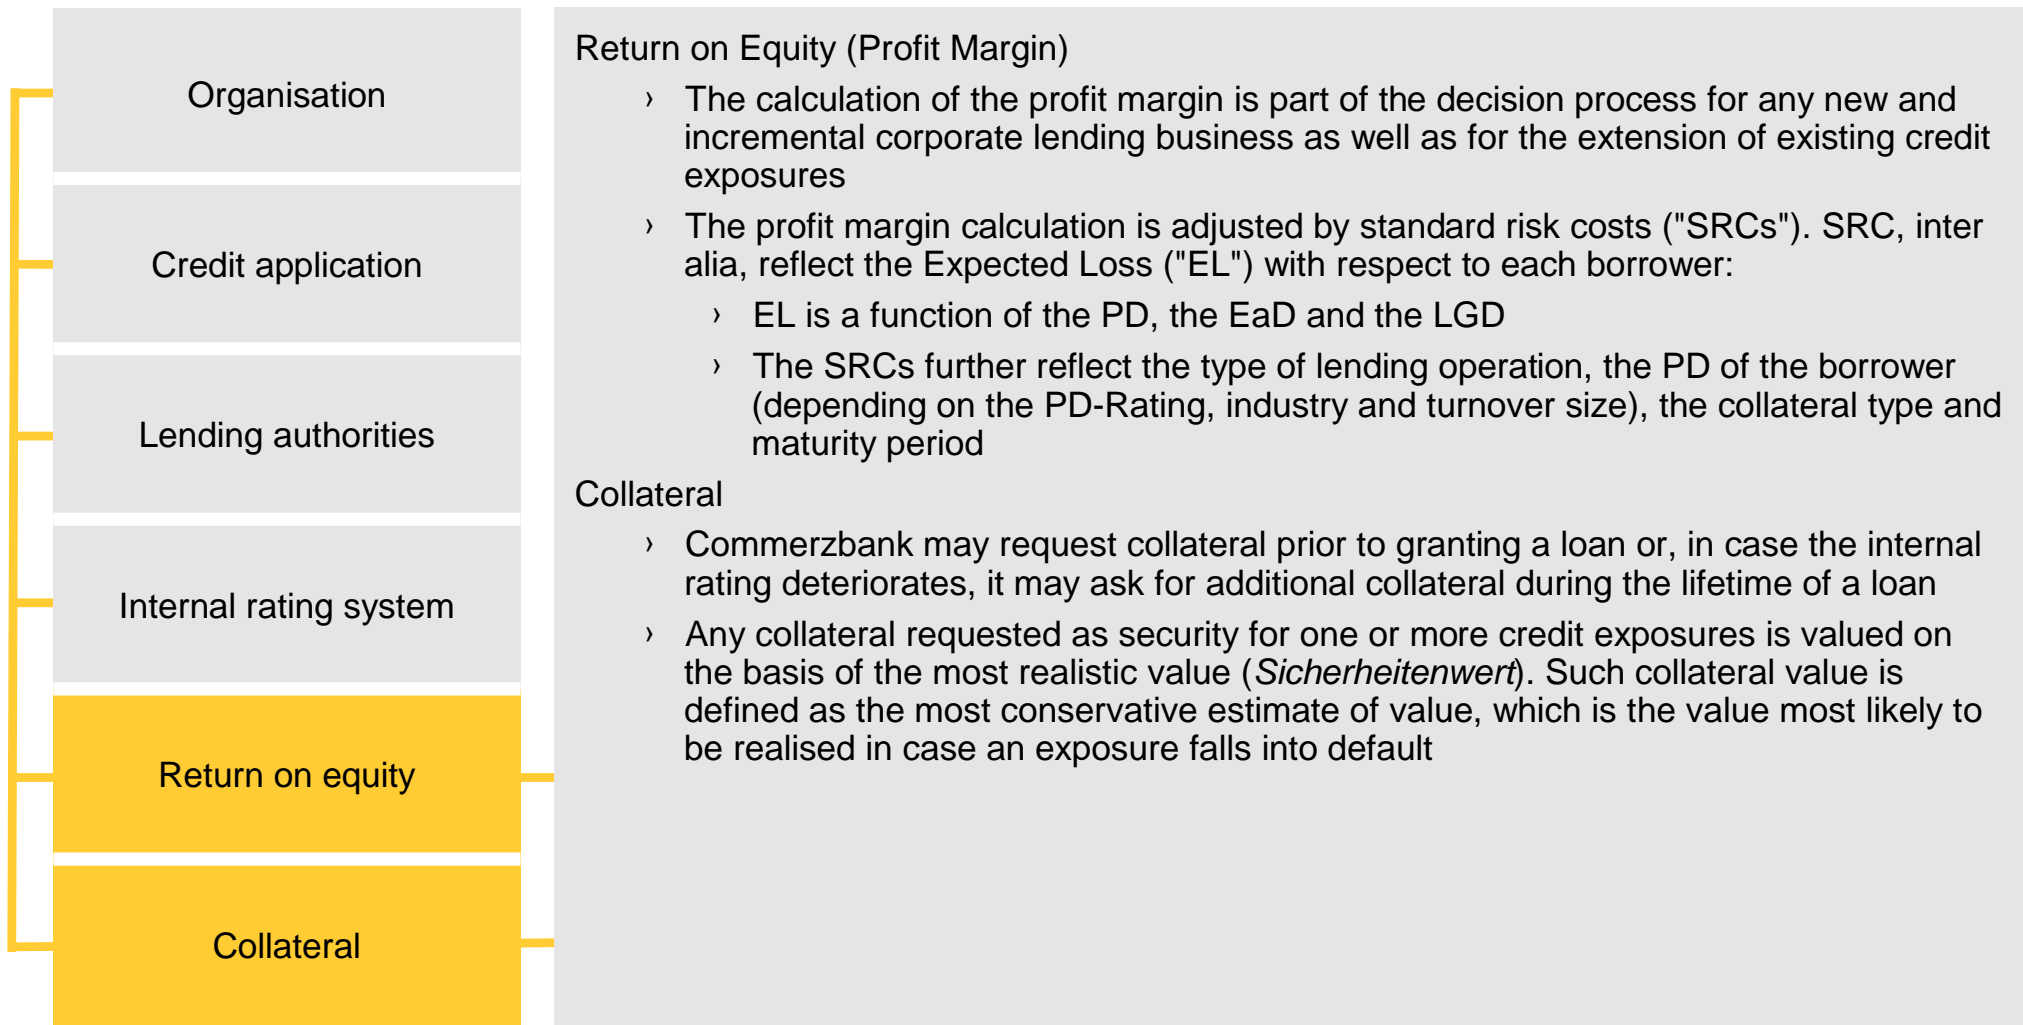 Organisation
Credit application
Lending authorities
Internal rating system
Return on equity
Collateral
Return on Equity (Profit Margin)
› The calculation of the profit margin is part of the decision process for any new and
incremental corporate lending business as well as for the extension of existing credit
exposures
› The profit margin calculation is adjusted by standard risk costs ("SRCs"). SRC, inter
alia, reflect the Expected Loss ("EL") with respect to each borrower:
› EL is a function of the PD, the EaD and the LGD
› The SRCs further reflect the type of lending operation, the PD of the borrower
(depending on the PD-Rating, industry and turnover size), the collateral type and
maturity period
Collateral
› Commerzbank may request collateral prior to granting a loan or, in case the internal
rating deteriorates, it may ask for additional collateral during the lifetime of a loan
› Any collateral requested as security for one or more credit exposures is valued on
the basis of the most realistic value (Sicherheitenwert). Such collateral value is
defined as the most conservative estimate of value, which is the value most likely to
be realised in case an exposure falls into default